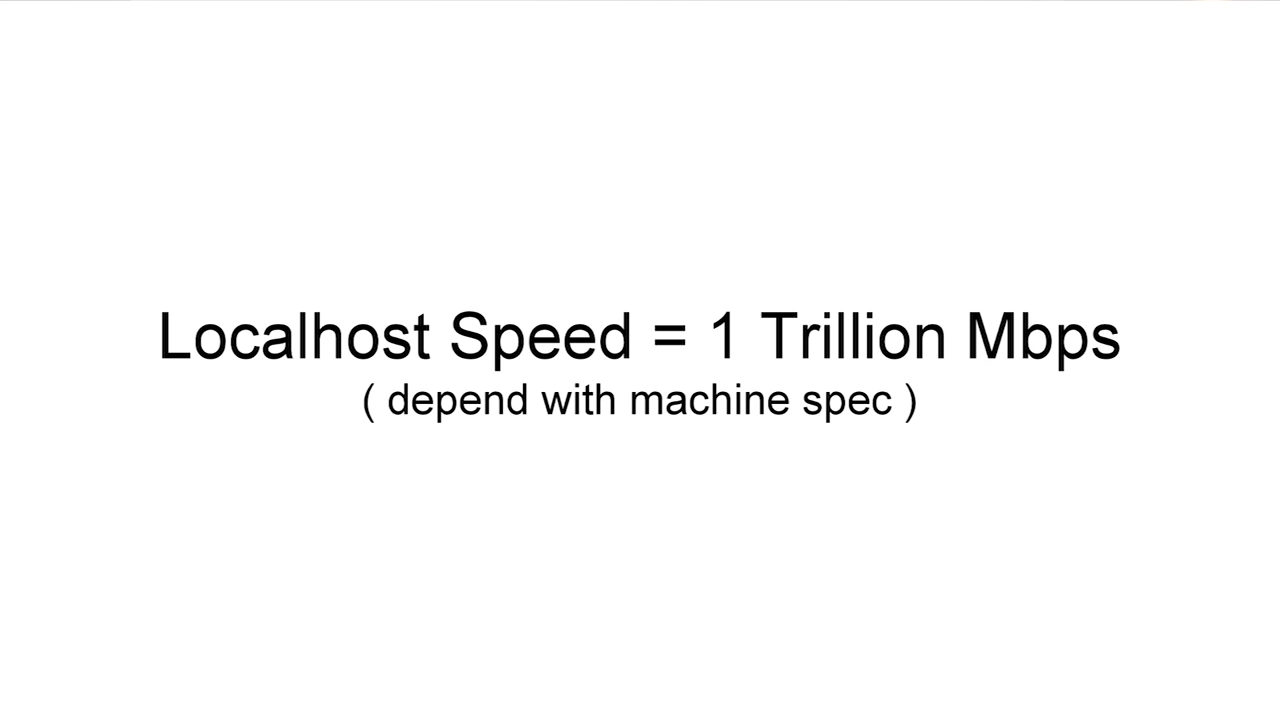 Localhost Speed = 1 Trillion Mbps
( depend with machine spec )